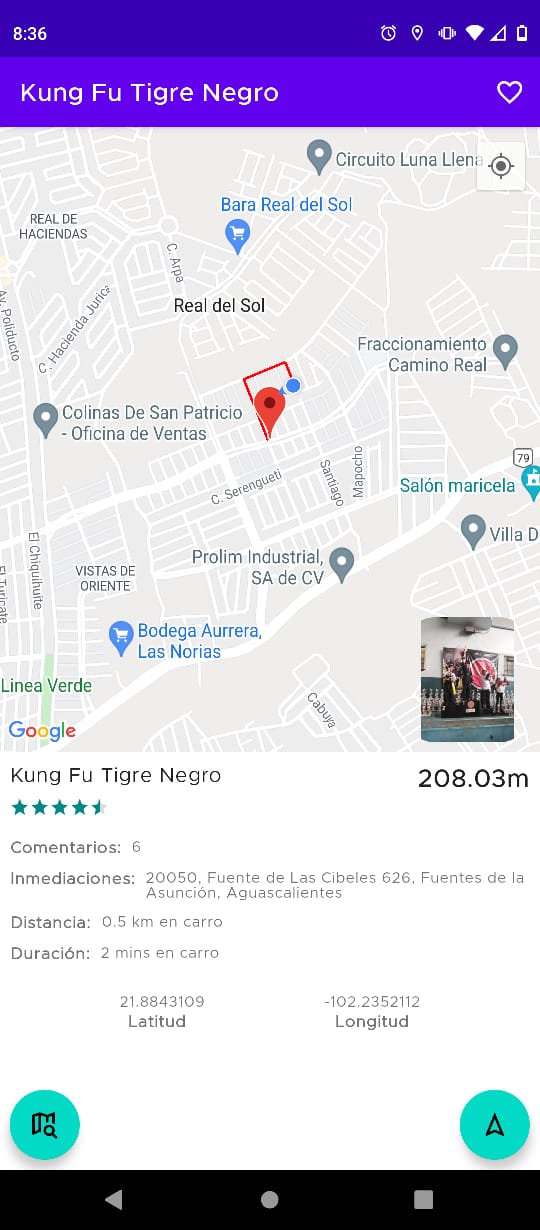 8:36
Kung Fu Tigre Negro
Circuito Luna Llena
Bara Real del Sol
REAL DE
HACIENDAS
C. Arpa
Av. Poliducto
C. Hacienda Jurica
Real del Sol
Fraccionamiento
Camino Real
Colinas De San Patricio
- Oficina de Ventas
79
C. Serengueti
Santiago
Mapocho
Salón maricela
Villa D
El Chiquihuite
El Turicate
VISTAS DE
ORIENTE
Prolim Industrial,
SA de CV
Bodega Aurrera,
Las Norias
Linea Verde
Cabuya
Google
Kung Fu Tigre Negro
208.03m
Comentarios: 6
Inmediaciones: 20050, Fuente de Las Cibeles 626, Fuentes de la
Asunción, Aguascalientes
Distancia: 0.5 km en carro
Duración: 2 mins en carro
21.8843109 -102.2352112
Latitud Longitud